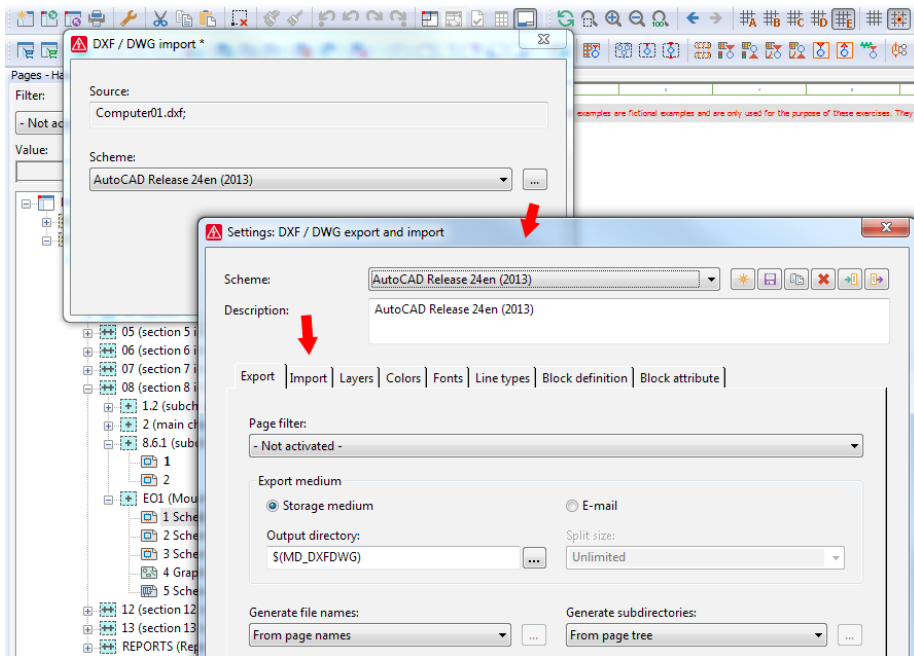 DXF / DWG import *
Pages - Ha
Filter:
- Not ac
Value:
Source:
Computer01.dxf;
Scheme:
AutoCAD Release 24en (2013)
...
examples are fictional examples and are only used for the purpose of these exercises. They
Settings: DXF / DWG export and import
Scheme:
AutoCAD Release 24en (2013)
Description:
AutoCAD Release 24en (2013)
05 (section 5 i
06 (section 6 i
07 (section 7 i
08 (section 8 i
1.2 (subch
2 (main ch
8.6.1 (subc
1
2
EO1 (Mou
1 Sche
2 Sche
3 Sche
4 Grap
5 Sche
12 (section 12
13 (section 13
REPORTS (Rep
Export Import Layers Colors Fonts Line types Block definition Block attribute
Page filter:
- Not activated -
Export medium
Storage medium
E-mail
Output directory:
Split size:
$(MD_DXFDWG)
...
Unlimited
Generate file names:
Generate subdirectories:
From page names
...
From page tree
...